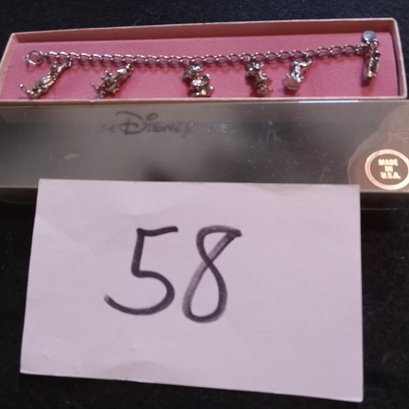 THE DISNEY STORE
MADE
IN
U.S.A.
58